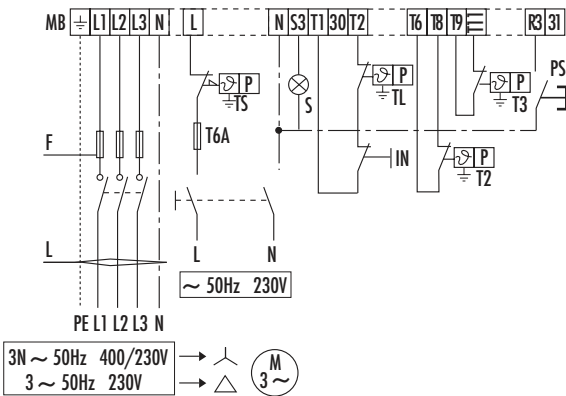 MB ⏚ L1 L2 L3 N L N S3 T1 30 T2 T6 T8 T9 R3 31
PS
ϑ P
TS
S
ϑ P
TL
ϑ P
T3
F
T6A
IN
ϑ P
T2
L
L N
~ 50Hz 230V
PE L1 L2 L3 N
3N ~ 50Hz 400/230V
3 ~ 50Hz 230V
M
3 ~